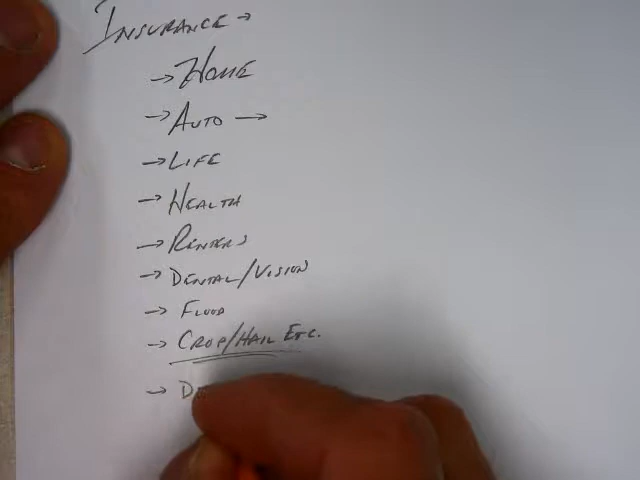 INSURANCE →
→ HOME
→ AUTO →
→ LIFE
→ HEALTH
→ RENTERS
→ DENTAL/VISION
→ FLOOD
→ CROP/HAIL ETC.
→ D